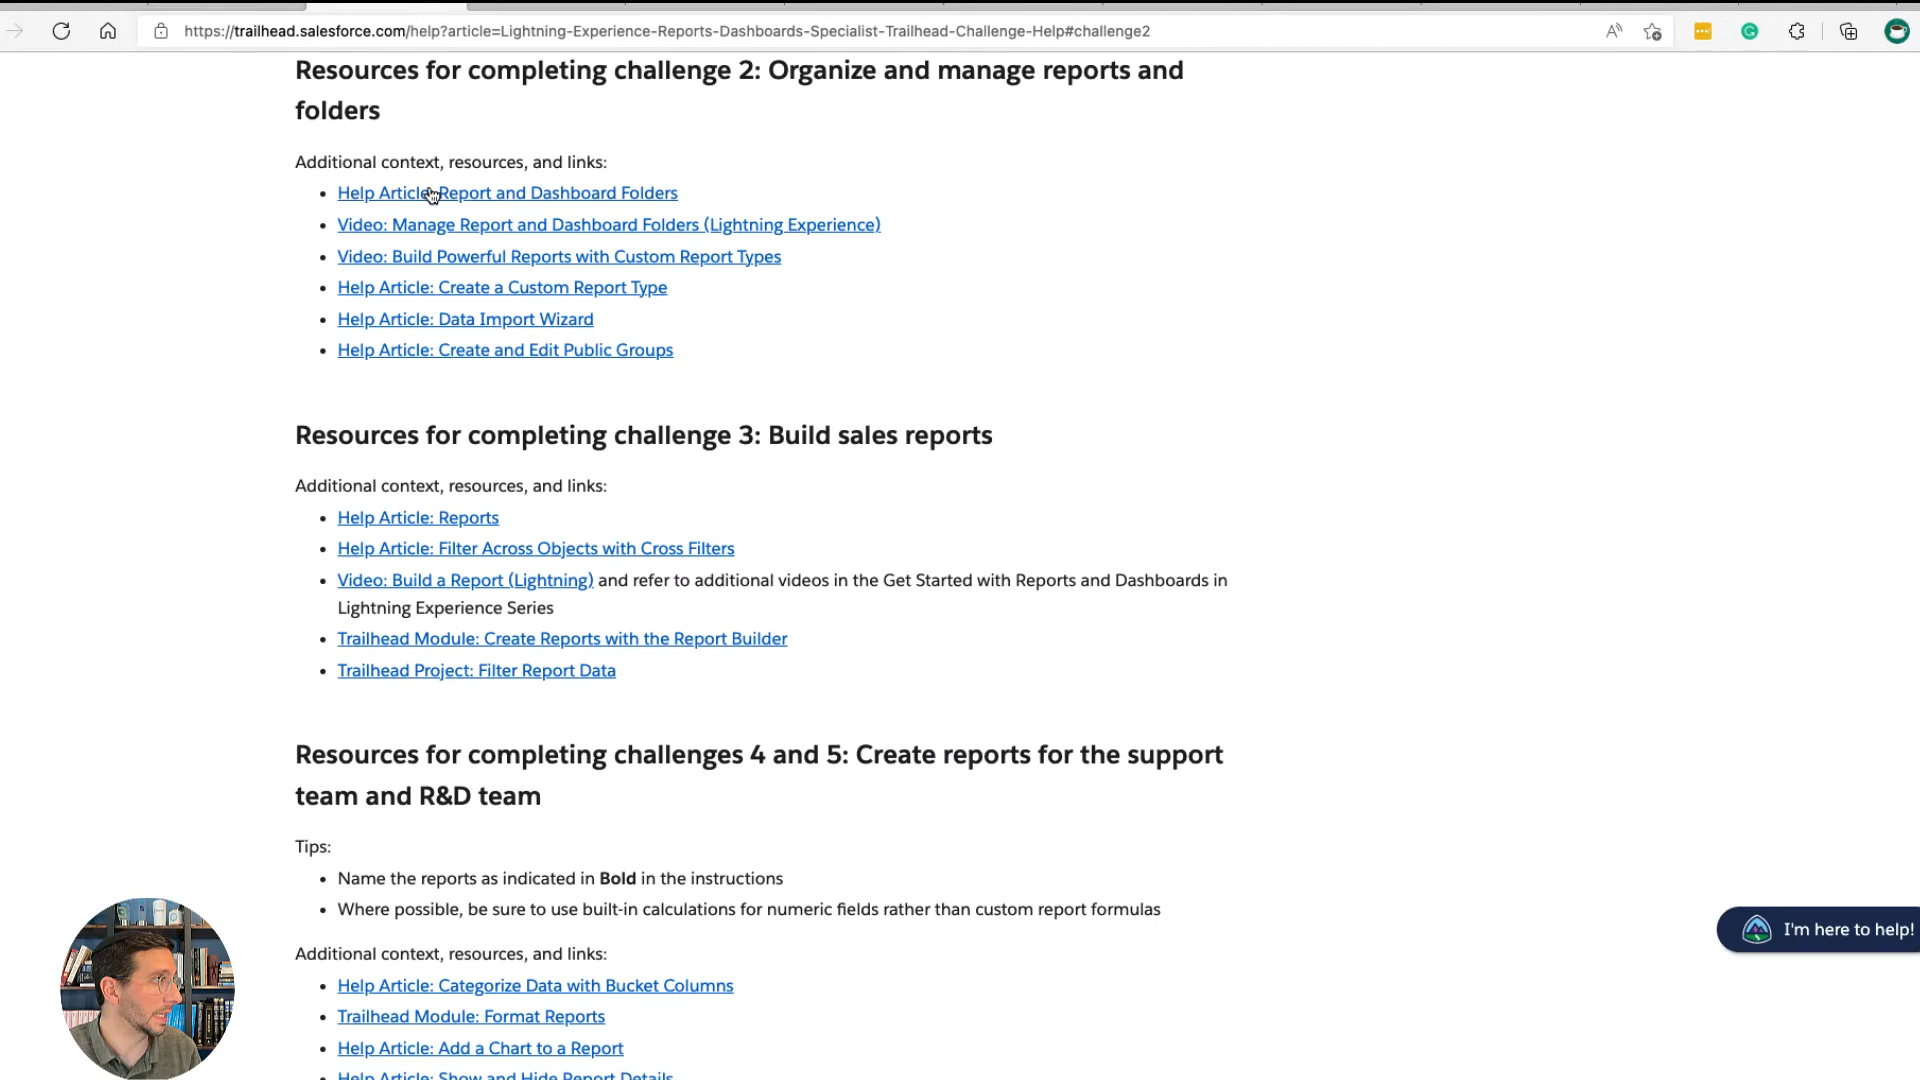 https://trailhead.salesforce.com/help?article=Lightning-Experience-Reports-Dashboards-Specialist-Trailhead-Challenge-Help#challenge2
Resources for completing challenge 2: Organize and manage reports and
folders
Additional context, resources, and links:
Help Article: Report and Dashboard Folders
Video: Manage Report and Dashboard Folders (Lightning Experience)
Video: Build Powerful Reports with Custom Report Types
Help Article: Create a Custom Report Type
Help Article: Data Import Wizard
Help Article: Create and Edit Public Groups
Resources for completing challenge 3: Build sales reports
Additional context, resources, and links:
Help Article: Reports
Help Article: Filter Across Objects with Cross Filters
Video: Build a Report (Lightning) and refer to additional videos in the Get Started with Reports and Dashboards in
Lightning Experience Series
Trailhead Module: Create Reports with the Report Builder
Trailhead Project: Filter Report Data
Resources for completing challenges 4 and 5: Create reports for the support
team and R&D team
Tips:
Name the reports as indicated in Bold in the instructions
Where possible, be sure to use built-in calculations for numeric fields rather than custom report formulas
I'm here to help!
Additional context, resources, and links:
Help Article: Categorize Data with Bucket Columns
Trailhead Module: Format Reports
Help Article: Add a Chart to a Report
Help Article: Show and Hide Report Details